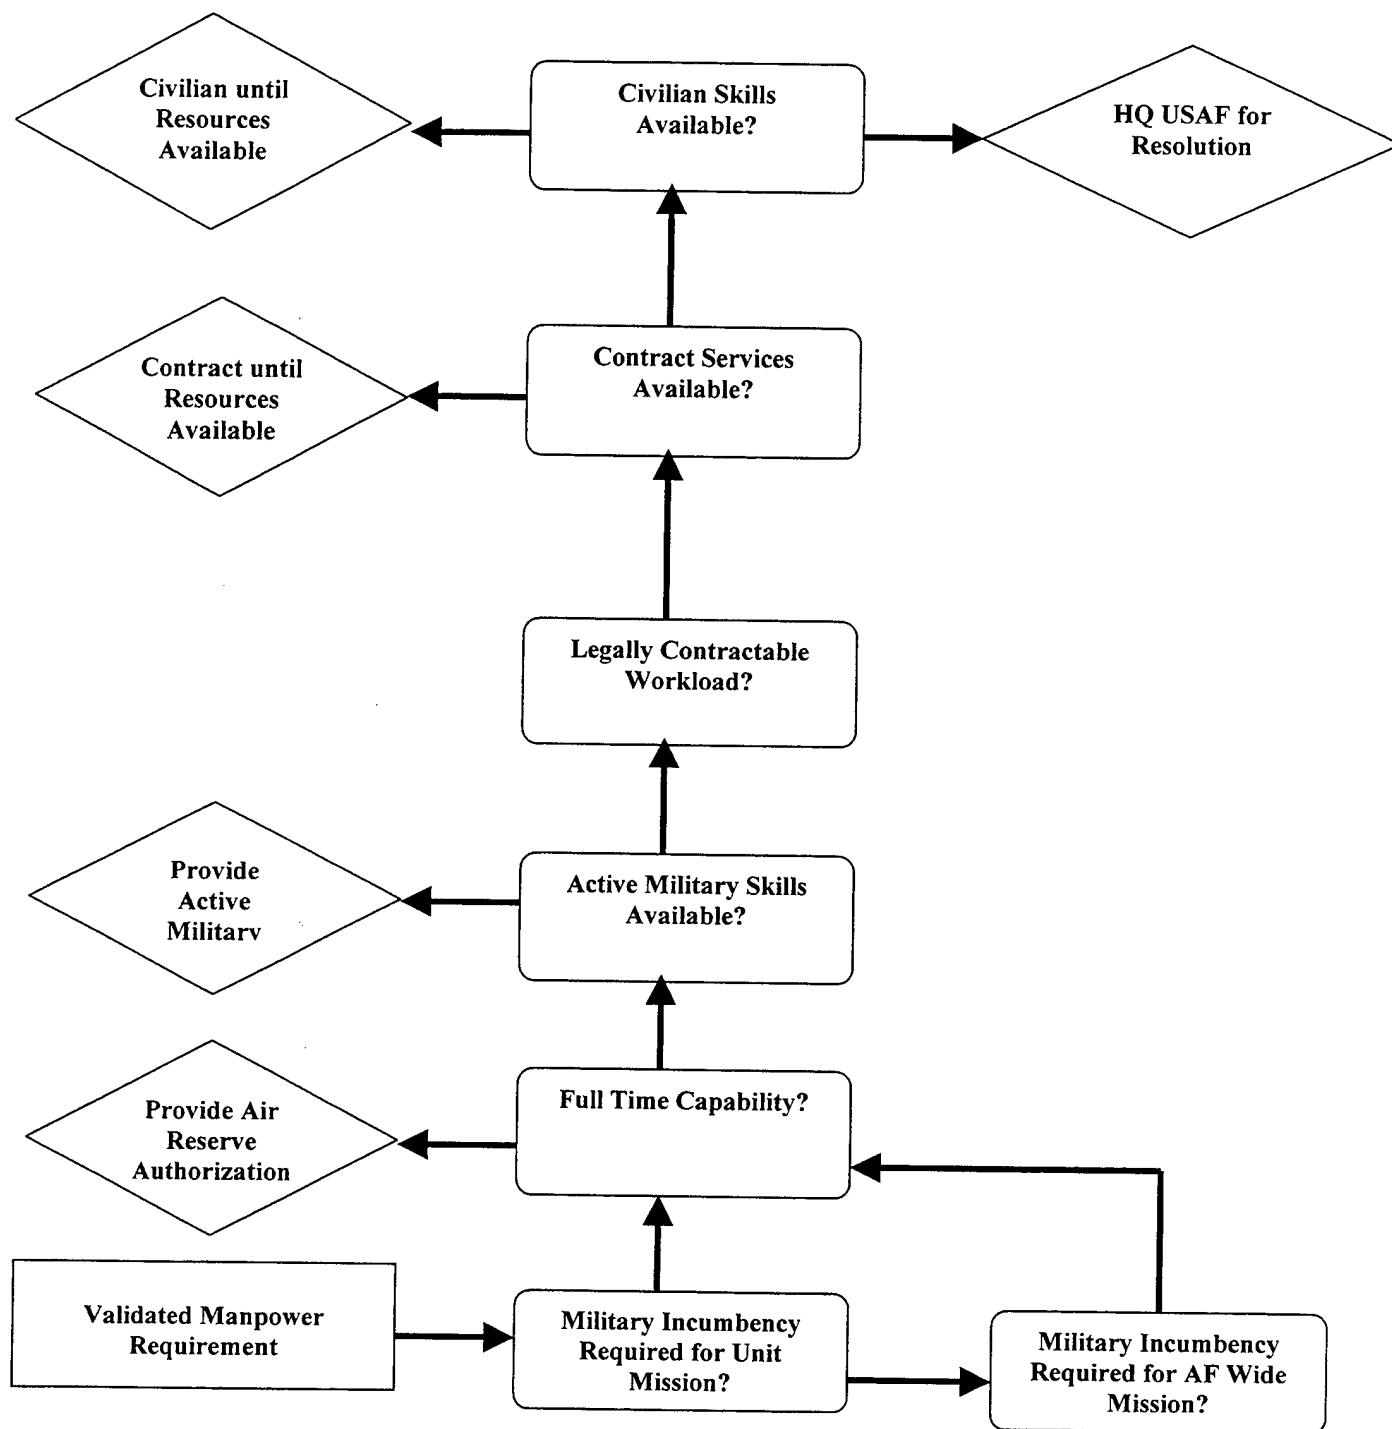 Civilian until
Resources
Available
Civilian Skills
Available?
HQ USAF for
Resolution
Contract until
Resources
Available
Contract Services
Available?
Legally Contractable
Workload?
Provide
Active
Military
Active Military Skills
Available?
Provide Air
Reserve
Authorization
Full Time Capability?
Validated Manpower
Requirement
Military Incumbency
Required for Unit
Mission?
Military Incumbency
Required for AF Wide
Mission?